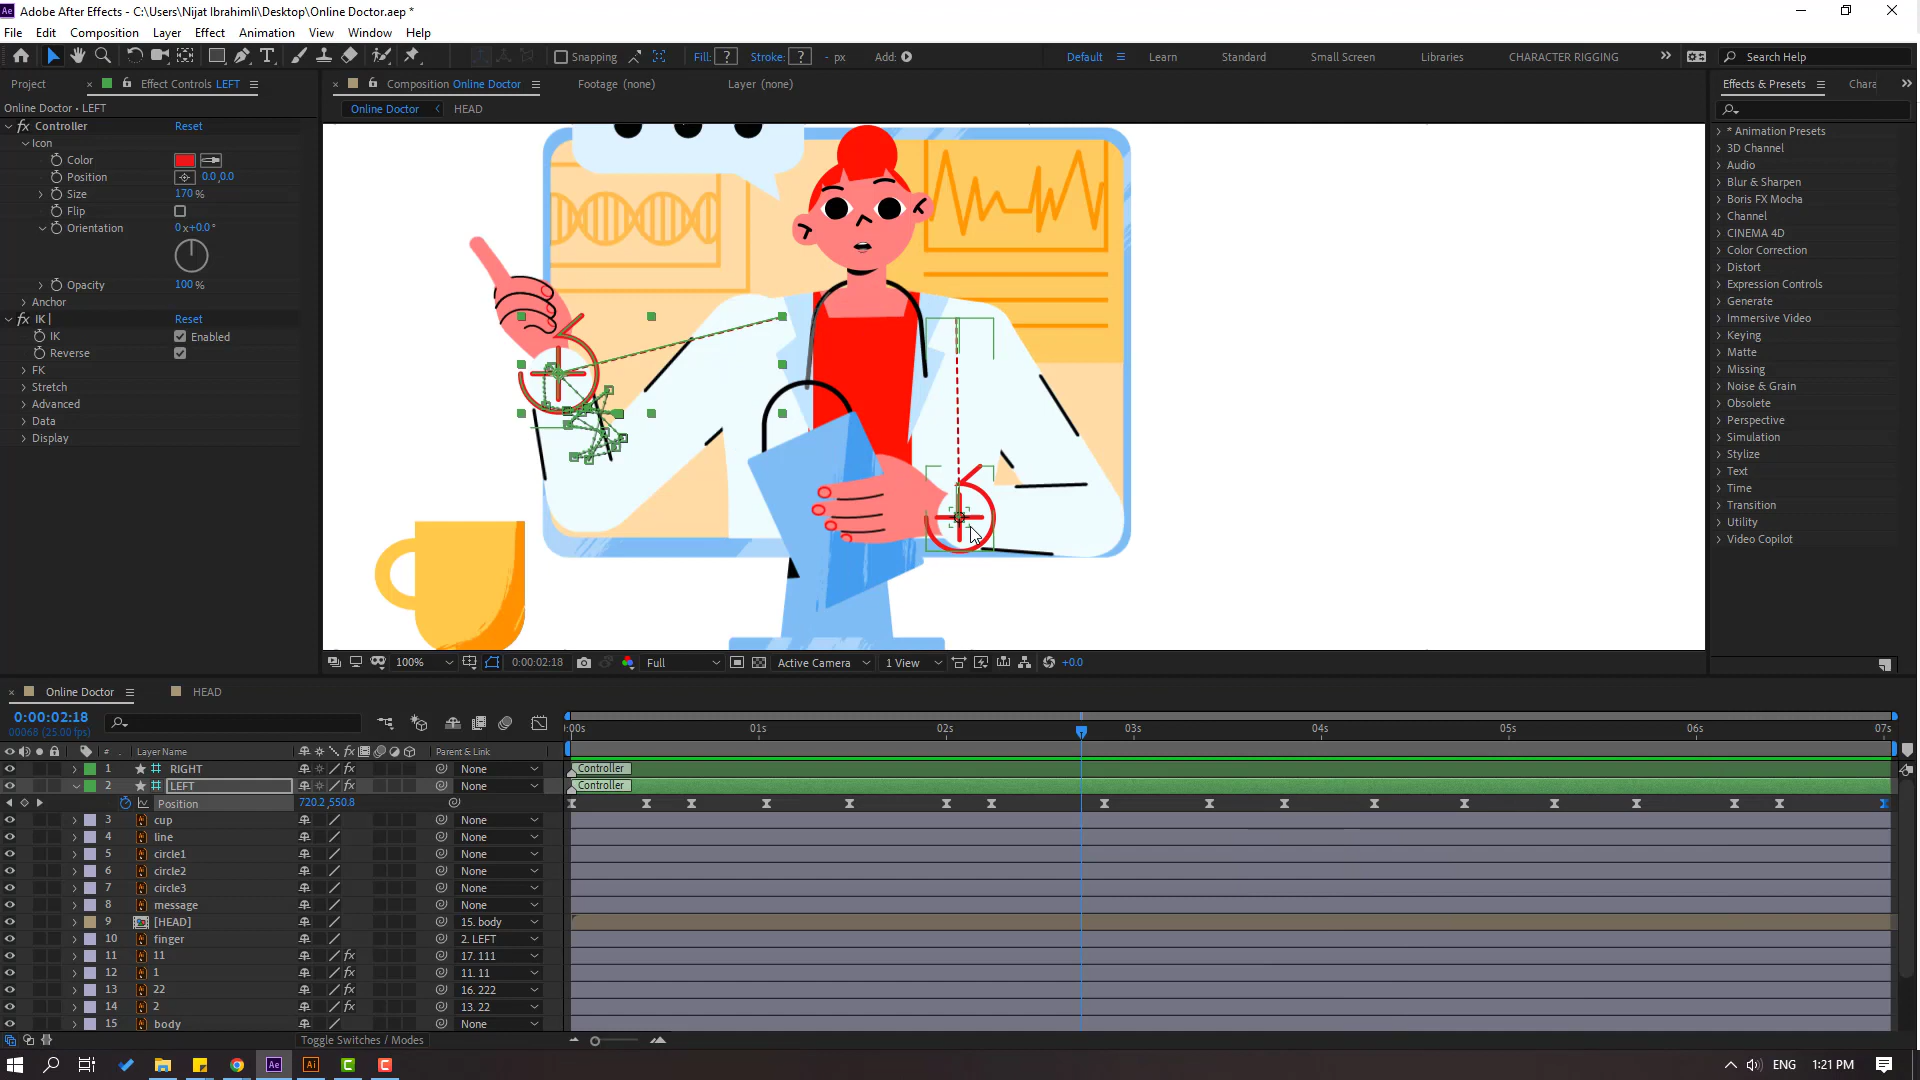 Adobe After Effects - C:\Users\Nijat Ibrahimli\Desktop\Online Doctor.aep *
File Edit Composition Layer Effect Animation View Window Help
Snapping Fill: ? Stroke: ? - px Add: Default Learn Standard Small Screen Libraries CHARACTER RIGGING Search Help
Project Effect Controls LEFT Composition Online Doctor Footage (none) Layer (none) Effects & Presets Chara
Online Doctor • LEFT
Online Doctor HEAD
Controller Reset
Icon
Color
Position 0.0,0.0
Size 170 %
Flip
Orientation 0x+0.0°
Opacity 100 %
Anchor
IK | Reset
IK Enabled
Reverse
FK
Stretch
Advanced
Data
Display
* Animation Presets
3D Channel
Audio
Blur & Sharpen
Boris FX Mocha
Channel
CINEMA 4D
Color Correction
Distort
Expression Controls
Generate
Immersive Video
Keying
Matte
Missing
Noise & Grain
Obsolete
Perspective
Simulation
Stylize
Text
Time
Transition
Utility
Video Copilot
100% 0:00:02:18 Full Active Camera 1 View +0.0
Online Doctor HEAD
0:00:02:18
00068 (25.00 fps)
:00s 01s 02s 03s 04s 05s 06s 07s
# Layer Name Parent & Link
1 RIGHT None Controller
2 LEFT None Controller
Position 720.2,550.8
3 cup None
4 line None
5 circle1 None
6 circle2 None
7 circle3 None
8 message None
9 [HEAD] 15. body
10 finger 2. LEFT
11 11 17. 111
12 1 11. 11
13 22 16. 222
14 2 13. 22
15 body None
Toggle Switches / Modes
ENG 1:21 PM